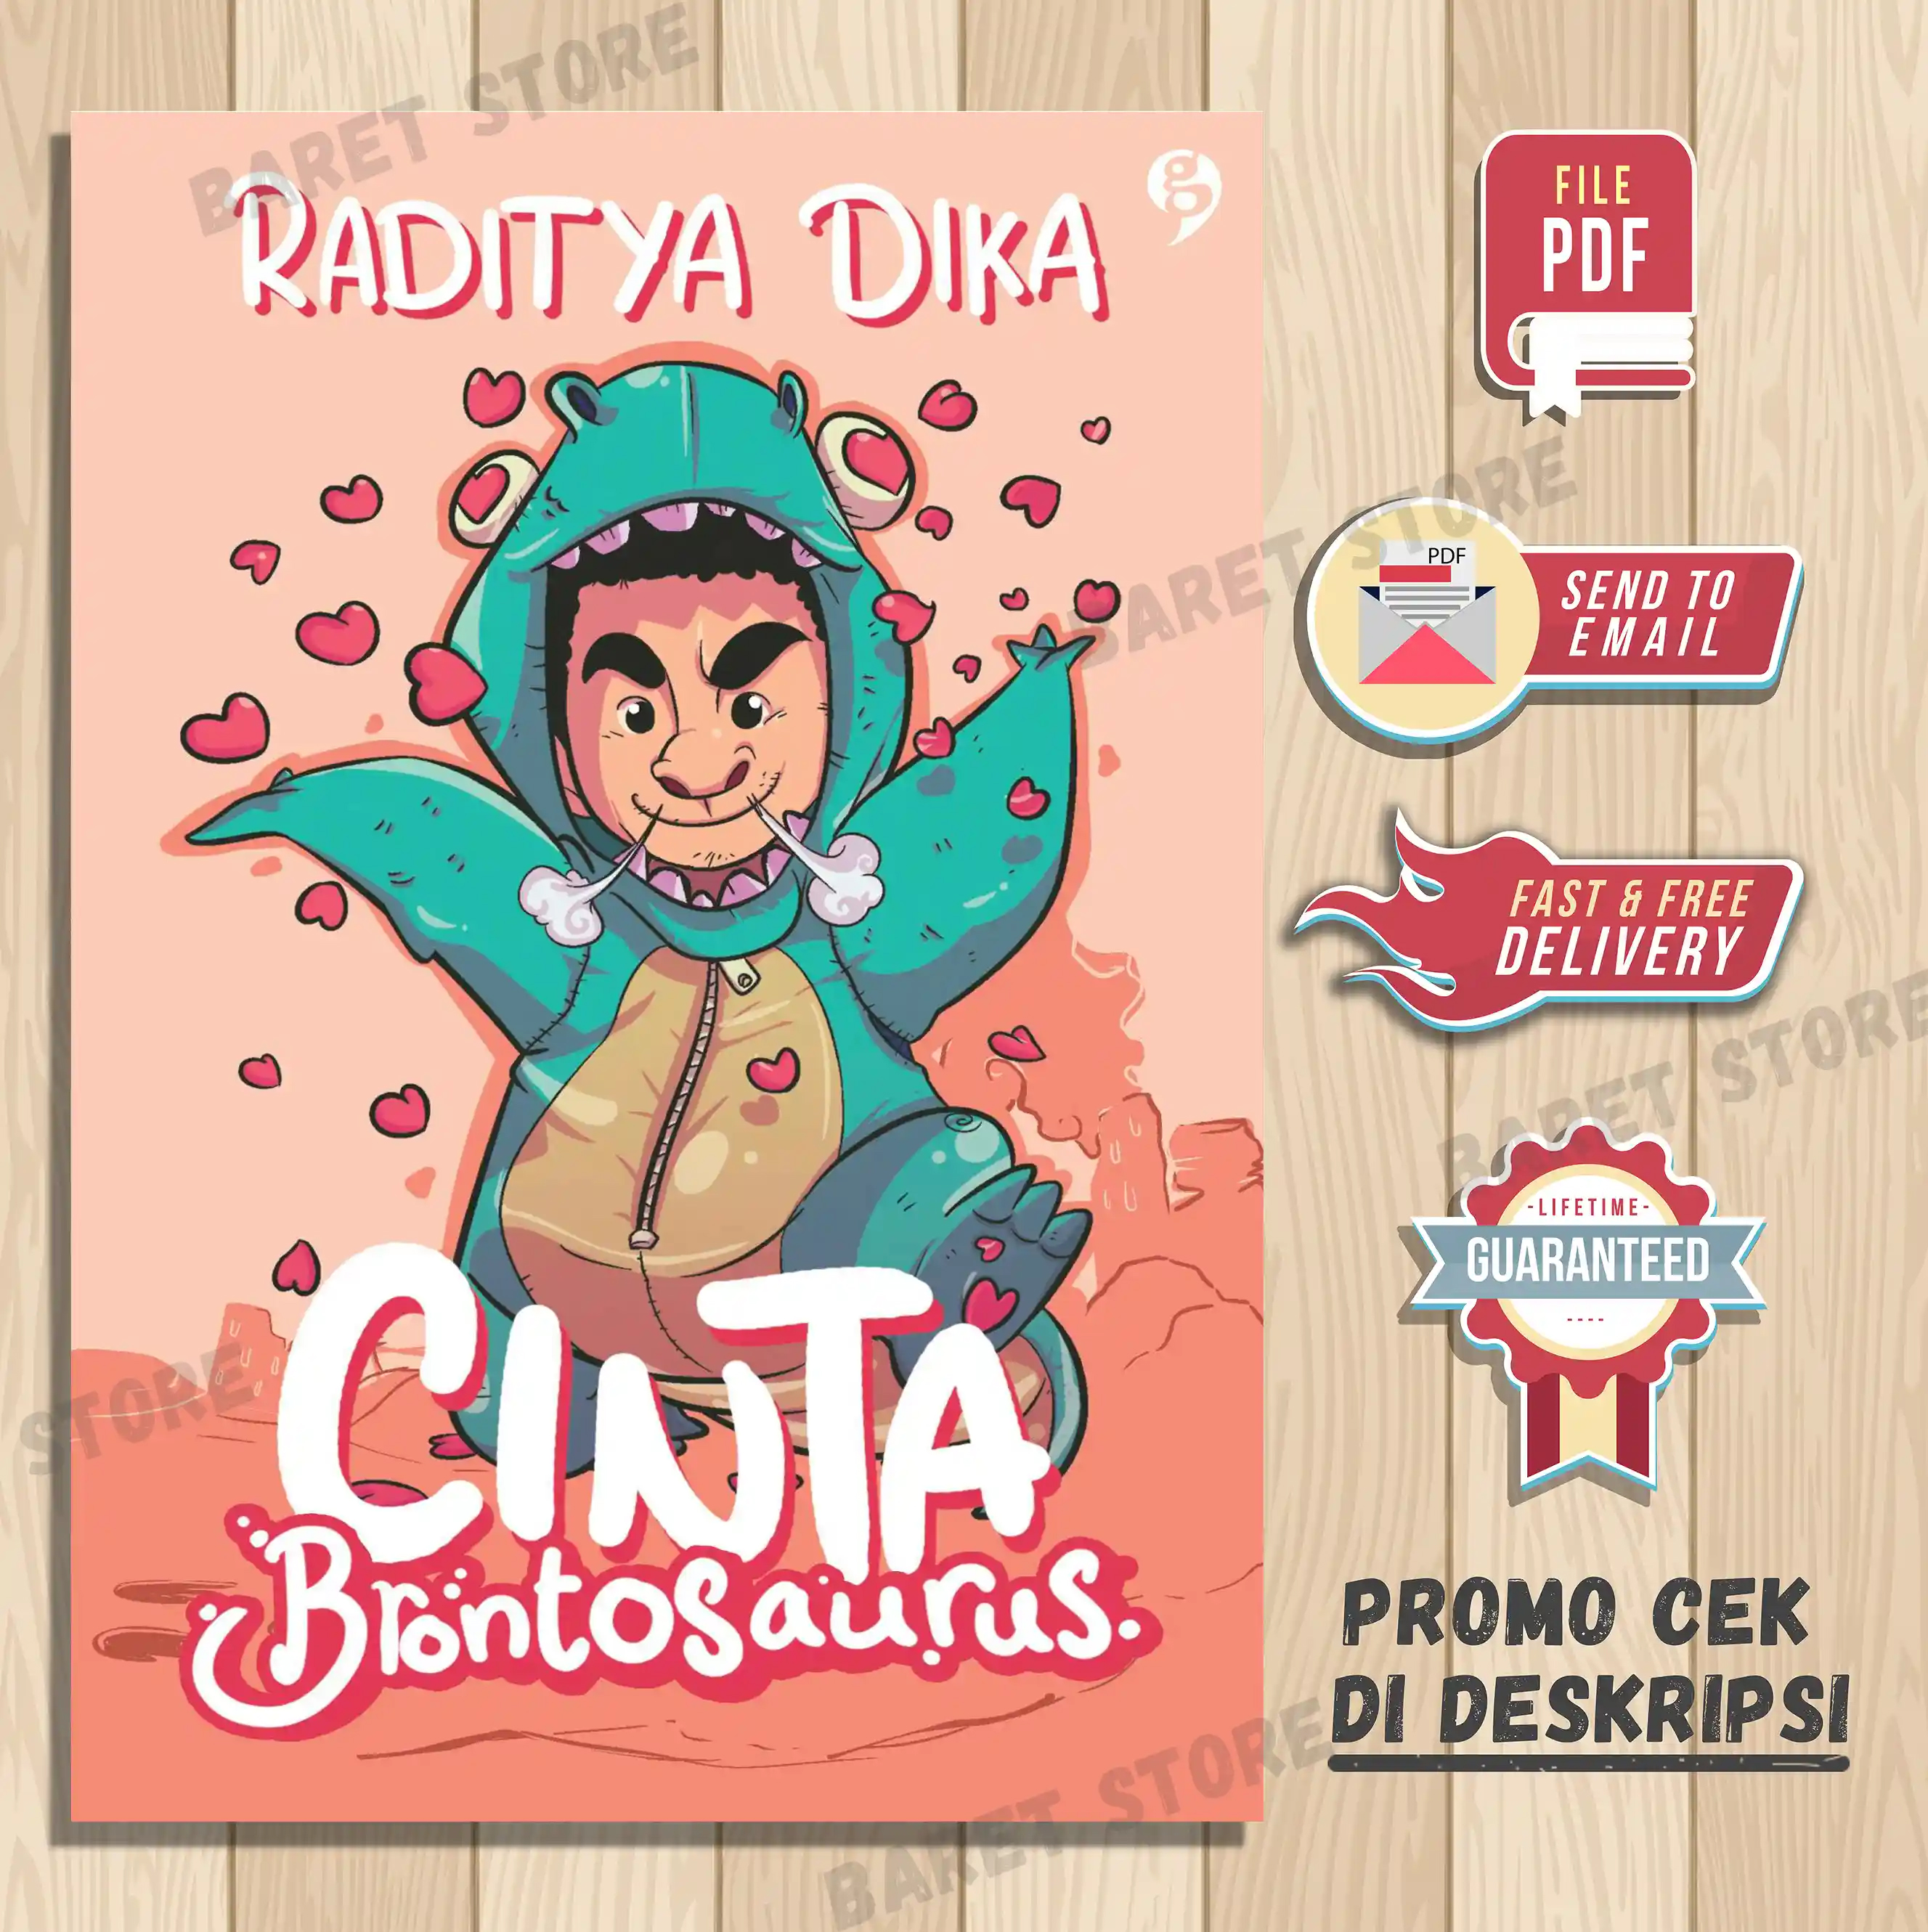 BARET STORE
RADITYA DIKA
g
CINTA
Brontosaurus.
FILE
PDF
PDF
SEND TO
EMAIL
BARET STORE
FAST & FREE
DELIVERY
BARET STORE
-LIFETIME-
GUARANTEED
STORE
PROMO CEK
DI DESKRIPSI
BARET STORE